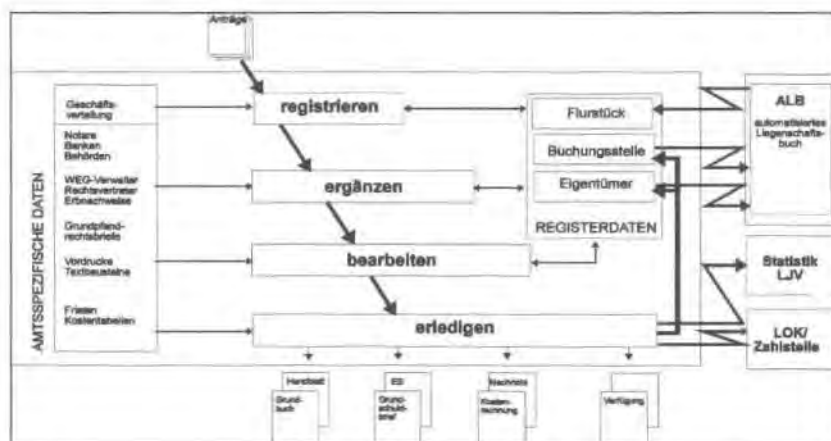 Anträge
AMTSSPEZIFISCHE DATEN
Geschäfts-
verteilung
Notare
Banken
Behörden
WEG-Verwalter
Rechtsvertreter
Erbnachweise
Grundpfand-
rechtsbriefe
Vordrucke
Textbausteine
Fristen
Kostentabellen
registrieren
ergänzen
bearbeiten
erledigen
Flurstück
Buchungsstelle
Eigentümer
REGISTERDATEN
ALB
automatisiertes
Liegenschafts-
buch
Statistik
LJV
LOK/
Zahlstelle
Handblatt
Grund-
buch
Grund-
schuld-
brief
Kosten-
rechnung
Verfügung